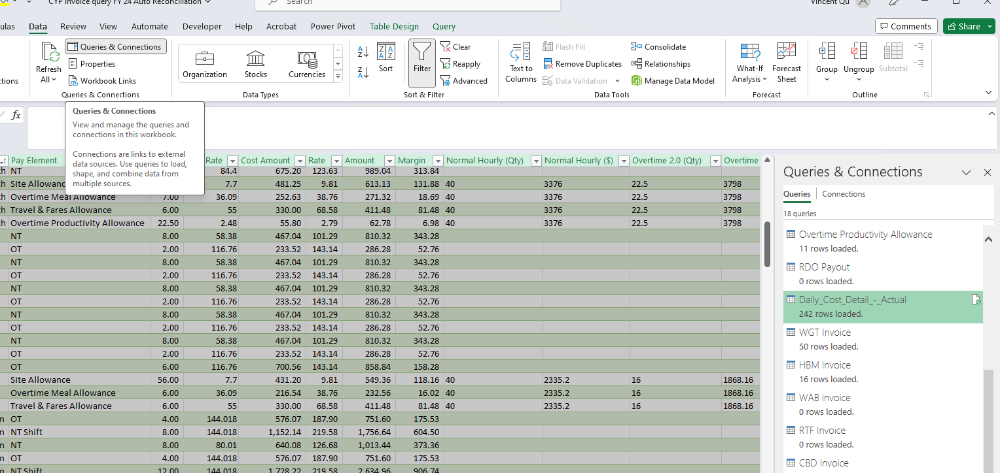 CYP Invoice query FY 24 Auto Reconciliation
Search
Vincent Qu
ulas Data Review View Automate Developer Help Acrobat Power Pivot Table Design Query
Comments Share
Refresh All
Queries & Connections
Properties
Workbook Links
tions
Queries & Connections
Organization Stocks Currencies
Data Types
Sort
Filter
Clear
Reapply
Advanced
Sort & Filter
Text to Columns
Flash Fill
Remove Duplicates
Data Validation
Consolidate
Relationships
Manage Data Model
Data Tools
What-If Analysis
Forecast Sheet
Forecast
Group Ungroup Subtotal
Outline
fx
Queries & Connections
View and manage the queries and
connections in this workbook.
Connections are links to external
data sources. Use queries to load,
shape, and combine data from
multiple sources.
Pay Element Rate Cost Amount Rate Amount Margin Normal Hourly (Qty) Normal Hourly ($) Overtime 2.0 (Qty) Overtime
th NT 84.4 675.20 123.63 989.04 313.84
th Site Allowanc 7.7 481.25 9.81 613.13 131.88 40 3376 22.5 3798
th Overtime Meal Allowance 7.00 36.09 252.63 38.76 271.32 18.69 40 3376 22.5 3798
th Travel & Fares Allowance 6.00 55 330.00 68.58 411.48 81.48 40 3376 22.5 3798
th Overtime Productivity Allowance 22.50 2.48 55.80 2.79 62.78 6.98 40 3376 22.5 3798
NT 8.00 58.38 467.04 101.29 810.32 343.28
OT 2.00 116.76 233.52 143.14 286.28 52.76
NT 8.00 58.38 467.04 101.29 810.32 343.28
OT 2.00 116.76 233.52 143.14 286.28 52.76
NT 8.00 58.38 467.04 101.29 810.32 343.28
OT 2.00 116.76 233.52 143.14 286.28 52.76
NT 8.00 58.38 467.04 101.29 810.32 343.28
OT 2.00 116.76 233.52 143.14 286.28 52.76
NT 8.00 58.38 467.04 101.29 810.32 343.28
OT 2.00 116.76 233.52 143.14 286.28 52.76
OT 6.00 116.76 700.56 143.14 858.84 158.28
Site Allowance 56.00 7.7 431.20 9.81 549.36 118.16 40 2335.2 16 1868.16
Overtime Meal Allowance 6.00 36.09 216.54 38.76 232.56 16.02 40 2335.2 16 1868.16
Travel & Fares Allowance 6.00 55 330.00 68.58 411.48 81.48 40 2335.2 16 1868.16
n OT 4.00 144.018 576.07 187.90 751.60 175.53
n NT Shift 8.00 144.018 1,152.14 219.58 1,756.64 604.50
n NT 8.00 80.01 640.08 126.68 1,013.44 373.36
n OT 4.00 144.018 576.07 187.90 751.60 175.53
n NT Shift 12.00 144.018 1,728.22 219.58 2,634.96 906.74
Queries & Connections
Queries Connections
18 queries
Overtime Productivity Allowance
11 rows loaded.
RDO Payout
0 rows loaded.
Daily_Cost_Detail_-_Actual
242 rows loaded.
WGT Invoice
50 rows loaded.
HBM Invoice
16 rows loaded.
WAB invoice
0 rows loaded.
RTF Invoice
0 rows loaded.
CBD Invoice